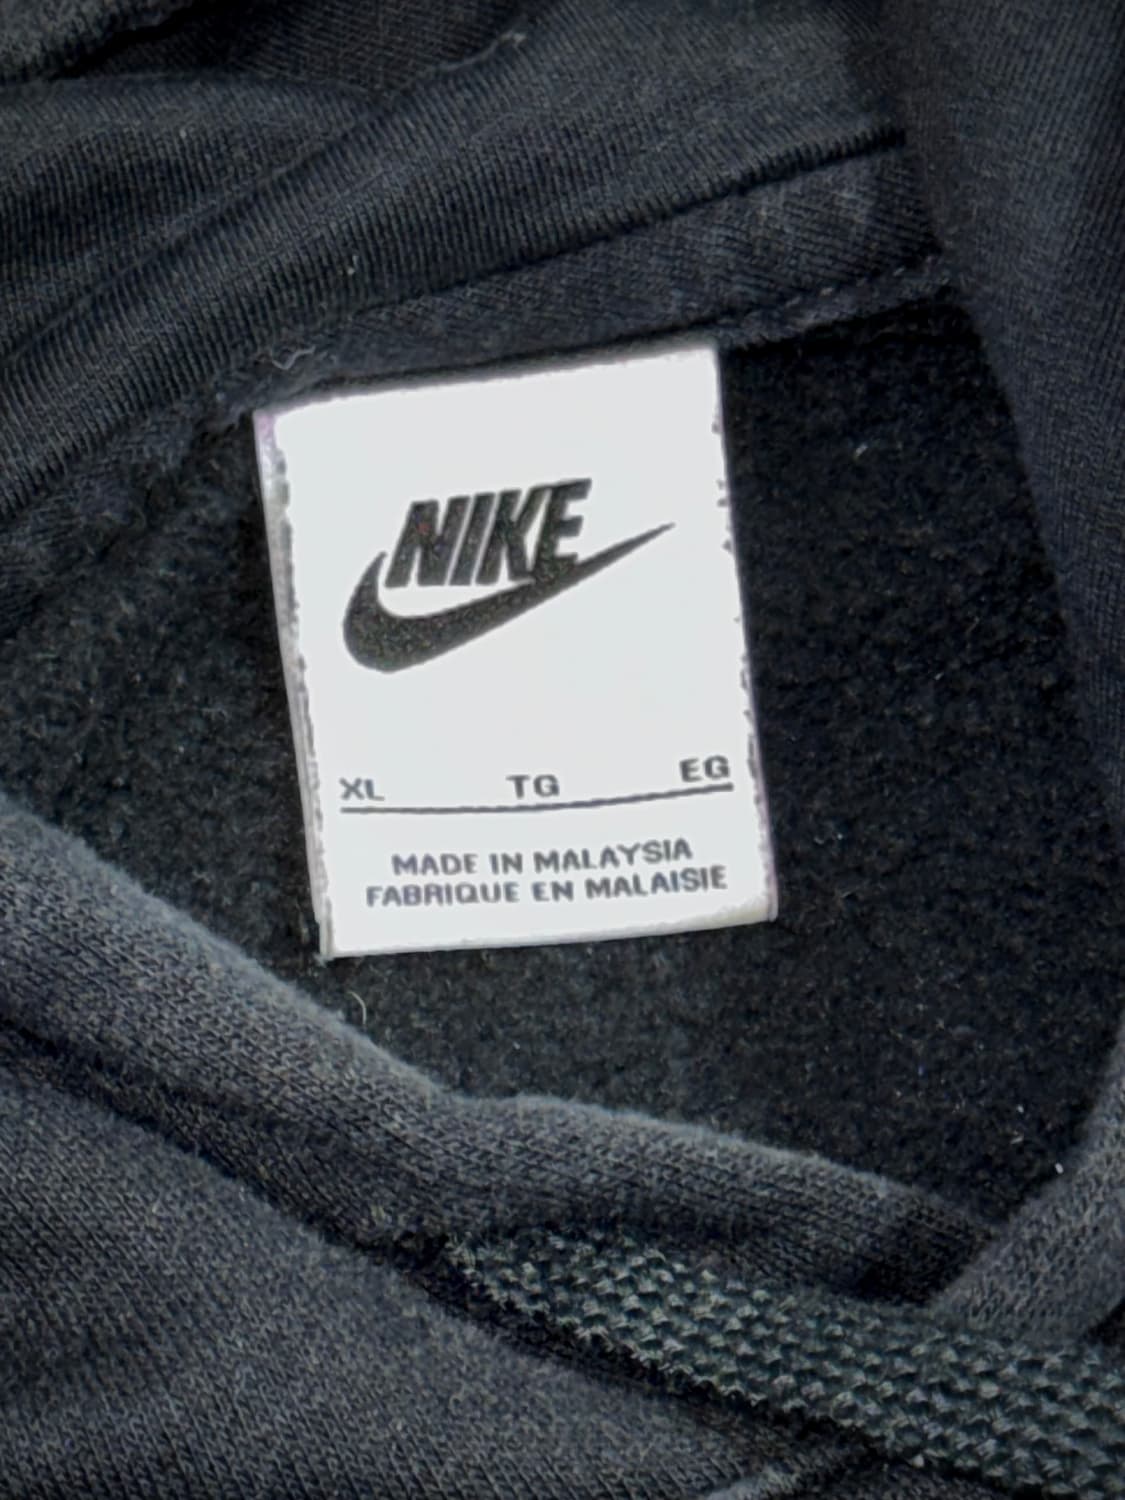 NIKE
XL TG EG
MADE IN MALAYSIA
FABRIQUE EN MALAISIE